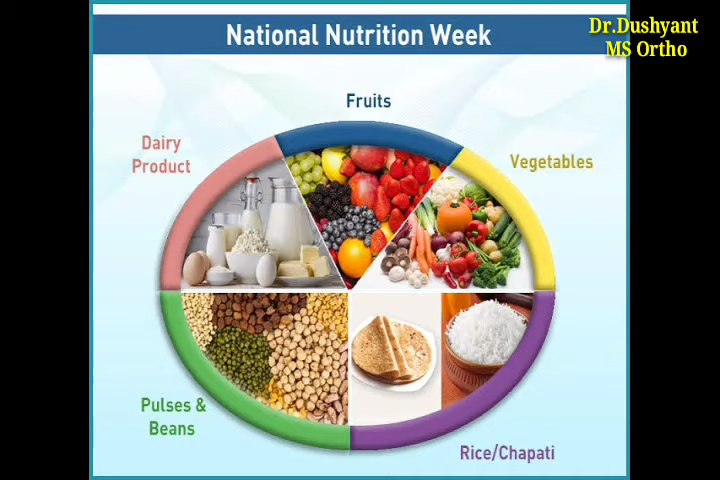 National Nutrition Week
Dr.Dushyant
MS Ortho
Fruits
Dairy
Product
Vegetables
Pulses &
Beans
Rice/Chapati